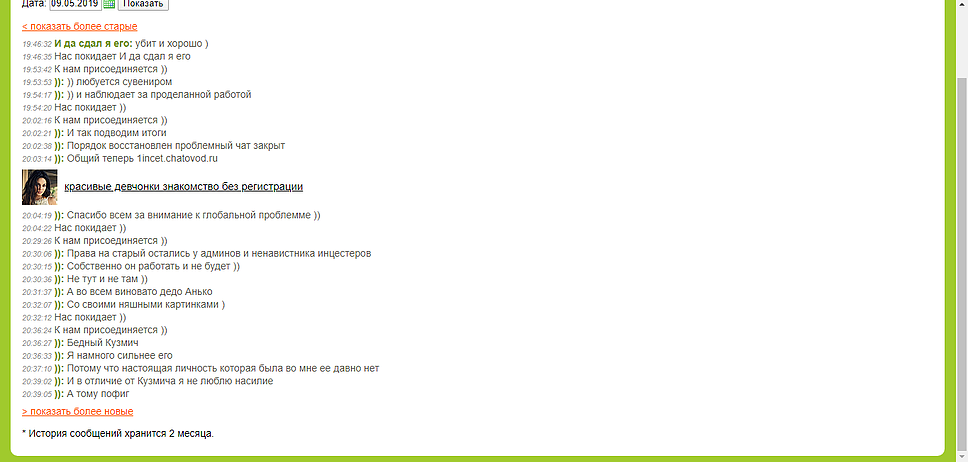 Дата: 09.05.2019 Показать
< показать более старые
19:46:32 И да сдал я его: убит и хорошо )
19:46:35 Нас покидает И да сдал я его
19:53:42 К нам присоединяется ))
19:53:53 )): )) любуется сувениром
19:54:17 )): )) и наблюдает за проделанной работой
19:54:20 Нас покидает ))
20:02:16 К нам присоединяется ))
20:02:21 )): И так подводим итоги
20:02:38 )): Порядок восстановлен проблемный чат закрыт
20:03:14 )): Общий теперь 1incet.chatovod.ru
красивые девчонки знакомство без регистрации
20:04:19 )): Спасибо всем за внимание к глобальной проблемме ))
20:04:22 Нас покидает ))
20:29:26 К нам присоединяется ))
20:30:06 )): Права на старый остались у админов и ненавистника инцестеров
20:30:15 )): Собственно он работать и не будет ))
20:30:36 )): Не тут и не там ))
20:31:37 )): А во всем виновато дедо Анько
20:32:07 )): Со своими няшными картинками )
20:32:12 Нас покидает ))
20:36:24 К нам присоединяется ))
20:36:27 )): Бедный Кузмич
20:36:33 )): Я намного сильнее его
20:37:10 )): Потому что настоящая личность которая была во мне ее давно нет
20:39:02 )): И в отличие от Кузмича я не люблю насилие
20:39:05 )): А тому пофиг
> показать более новые
* История сообщений хранится 2 месяца.